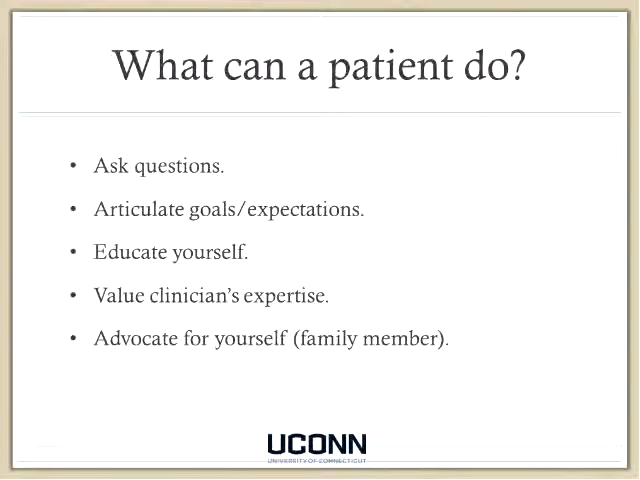 What can a patient do?
• Ask questions.
• Articulate goals/expectations.
• Educate yourself.
• Value clinician's expertise.
• Advocate for yourself (family member).
UCONN
UNIVERSITY OF CONNECTICUT